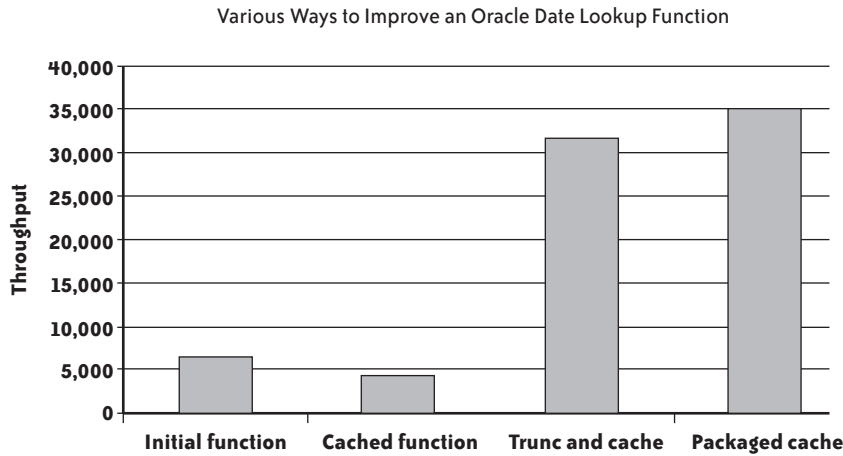 Various Ways to Improve an Oracle Date Lookup Function
40,000
35,000
30,000
25,000
20,000
15,000
10,000
5,000
0
Throughput
Initial function
Cached function
Trunc and cache
Packaged cache